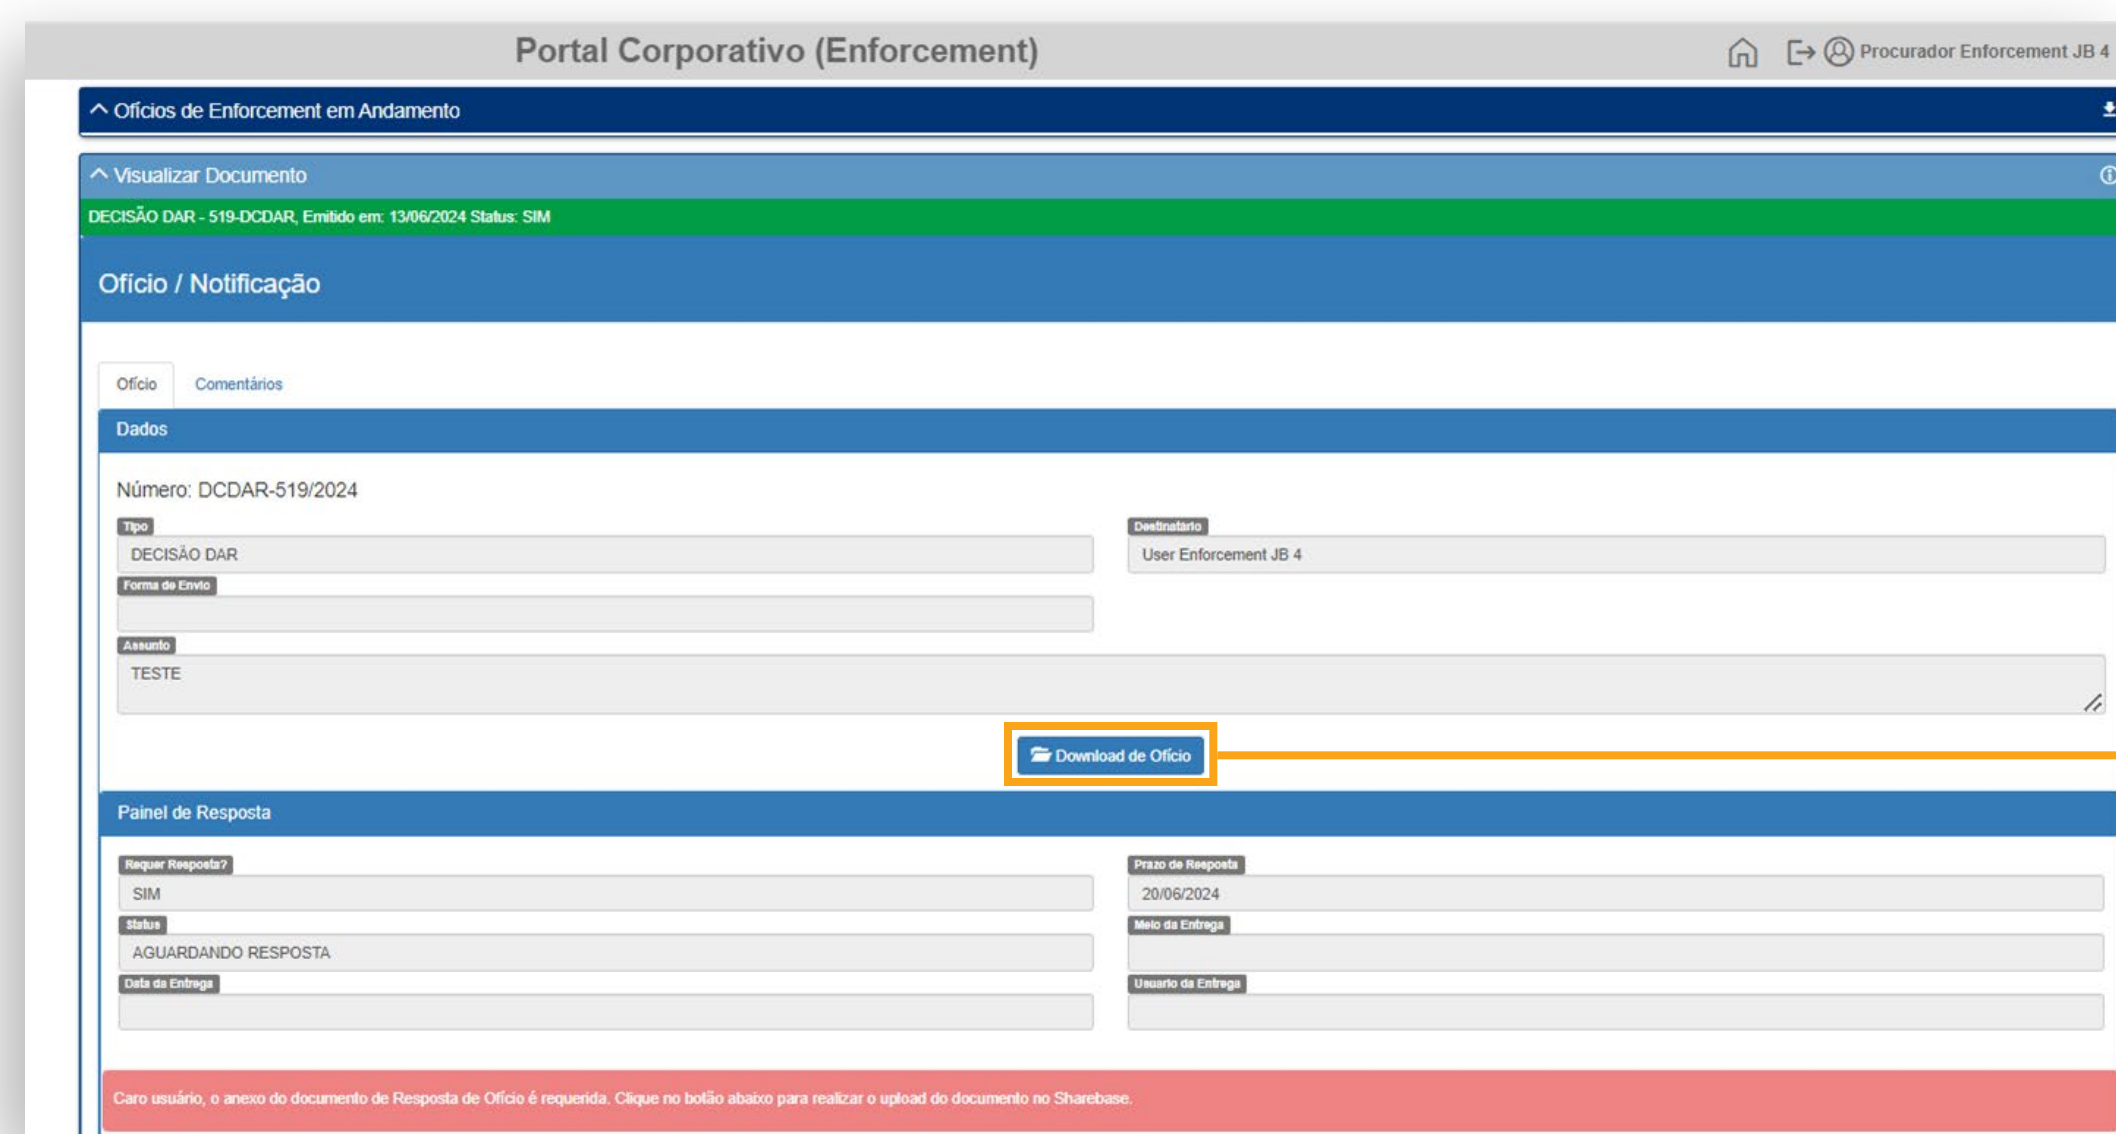 Portal Corporativo (Enforcement)
Procurador Enforcement JB 4
Ofícios de Enforcement em Andamento
Visualizar Documento
DECISÃO DAR - 519-DCDAR, Emitido em: 13/06/2024 Status: SIM
Ofício / Notificação
Ofício Comentários
Dados
Número: DCDAR-519/2024
Tipo Destinatário
DECISÃO DAR User Enforcement JB 4
Forma de Envio
Assunto
TESTE
Download de Ofício
Painel de Resposta
Requer Resposta? Prazo de Resposta
SIM 20/06/2024
Status Meio da Entrega
AGUARDANDO RESPOSTA
Data da Entrega Usuario da Entrega
Caro usuário, o anexo do documento de Resposta de Ofício é requerida. Clique no botão abaixo para realizar o upload do documento no Sharebase.